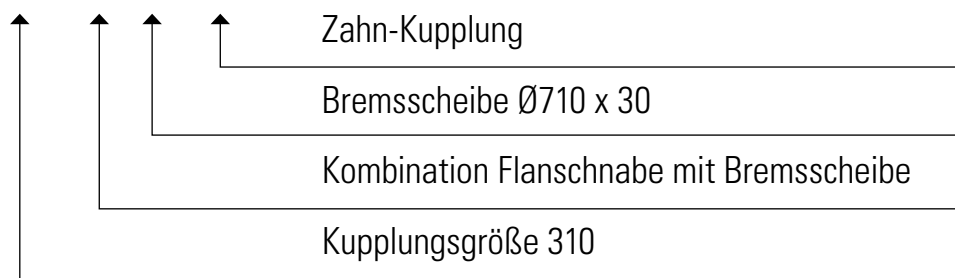 Zahn-Kupplung
Bremsscheibe Ø710 x 30
Kombination Flanschnabe mit Bremsscheibe
Kupplungsgröße 310